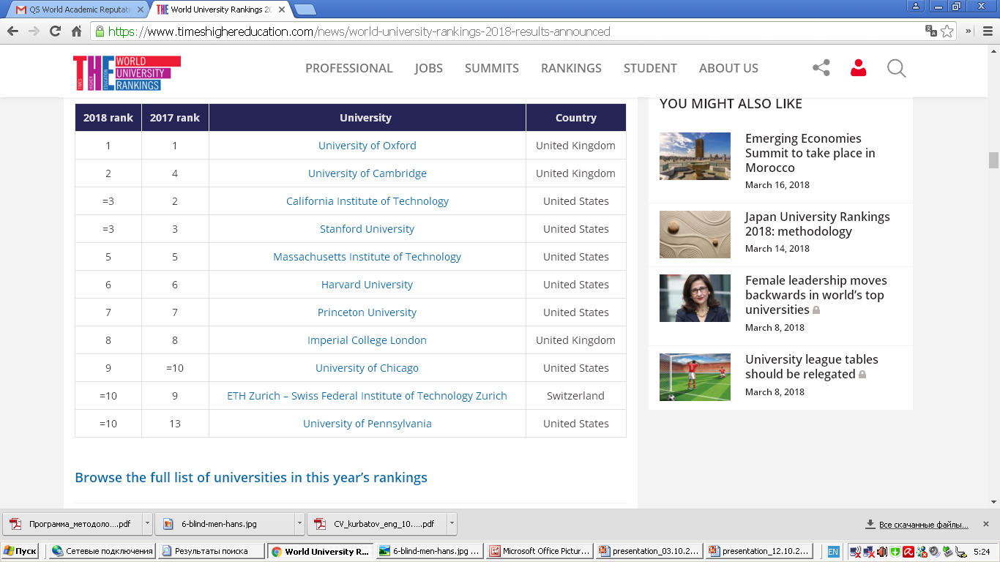 QS World Academic Reputati
THE World University Rankings 20
https://www.timeshighereducation.com/news/world-university-rankings-2018-results-announced
THE
TIMES HIGHER EDUCATION
WORLD
UNIVERSITY
RANKINGS
PROFESSIONAL JOBS SUMMITS RANKINGS STUDENT ABOUT US
2018 rank 2017 rank University Country
1 1 University of Oxford United Kingdom
2 4 University of Cambridge United Kingdom
=3 2 California Institute of Technology United States
=3 3 Stanford University United States
5 5 Massachusetts Institute of Technology United States
6 6 Harvard University United States
7 7 Princeton University United States
8 8 Imperial College London United Kingdom
9 =10 University of Chicago United States
=10 9 ETH Zurich – Swiss Federal Institute of Technology Zurich Switzerland
=10 13 University of Pennsylvania United States
Browse the full list of universities in this year's rankings
YOU MIGHT ALSO LIKE
Emerging Economies
Summit to take place in
Morocco
March 16, 2018
Japan University Rankings
2018: methodology
March 14, 2018
Female leadership moves
backwards in world's top
universities
March 8, 2018
University league tables
should be relegated
March 8, 2018
Программа_методоло....pdf 6-blind-men-hans.jpg CV_kurbatov_eng_10.....pdf Все скачанные файлы...
Пуск Сетевые подключения Результаты поиска World University R... 6-blind-men-hans.jpg ... Microsoft Office Pictur... presentation_03.10.2... presentation_12.10.2... EN 5:24